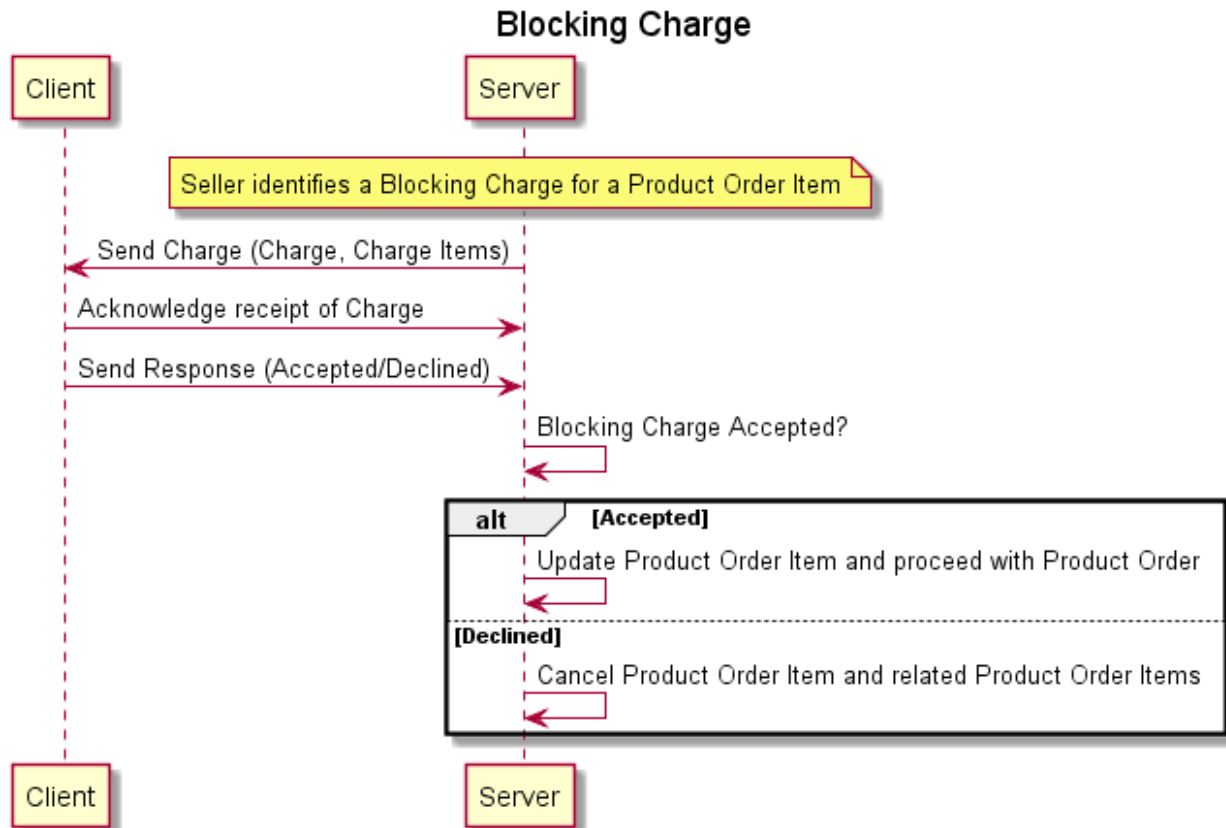 Blocking Charge
Client
Server
Seller identifies a Blocking Charge for a Product Order Item
Send Charge (Charge, Charge Items)
Acknowledge receipt of Charge
Send Response (Accepted/Declined)
Blocking Charge Accepted?
alt
[Accepted]
Update Product Order Item and proceed with Product Order
[Declined]
Cancel Product Order Item and related Product Order Items
Client
Server